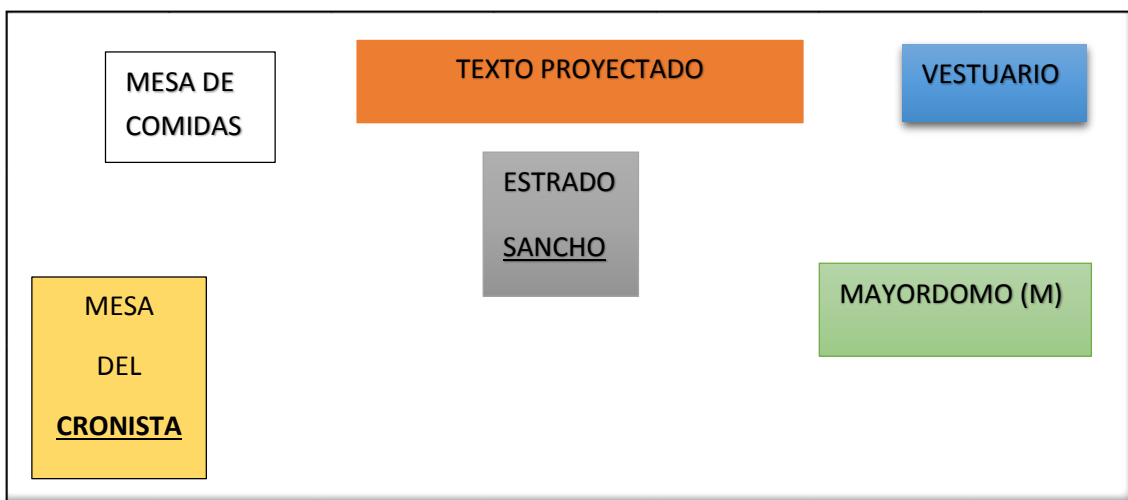 MESA DE
COMIDAS
TEXTO PROYECTADO
VESTUARIO
ESTRADO
SANCHO
MESA
DEL
CRONISTA
MAYORDOMO (M)